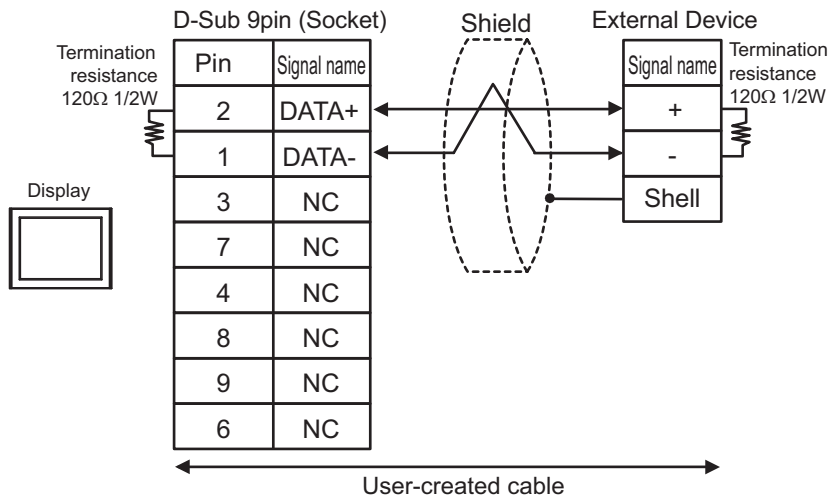 D-Sub 9pin (Socket)
Shield
External Device
Termination
resistance
120Ω 1/2W
Pin Signal name
2 DATA+
1 DATA-
3 NC
7 NC
4 NC
8 NC
9 NC
6 NC
Display
Signal name
+
-
Shell
Termination
resistance
120Ω 1/2W
User-created cable